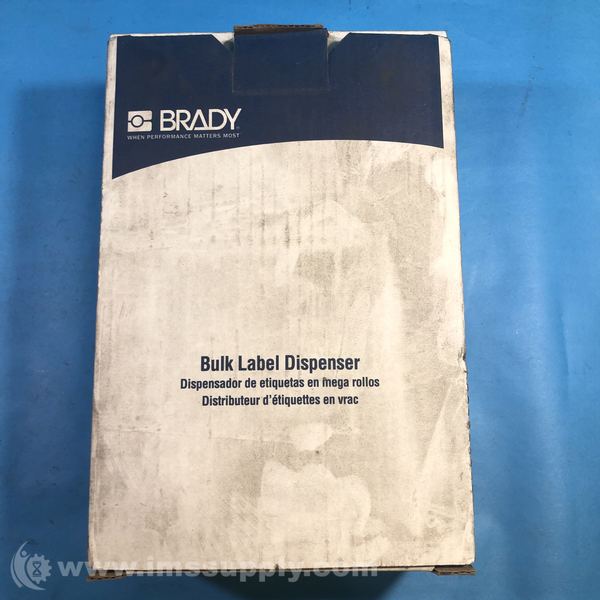 BRADY
WHEN PERFORMANCE MATTERS MOST
Bulk Label Dispenser
Dispensador de etiquetas en mega rollos
Distributeur d'étiquettes en vrac
www.imssupply.com